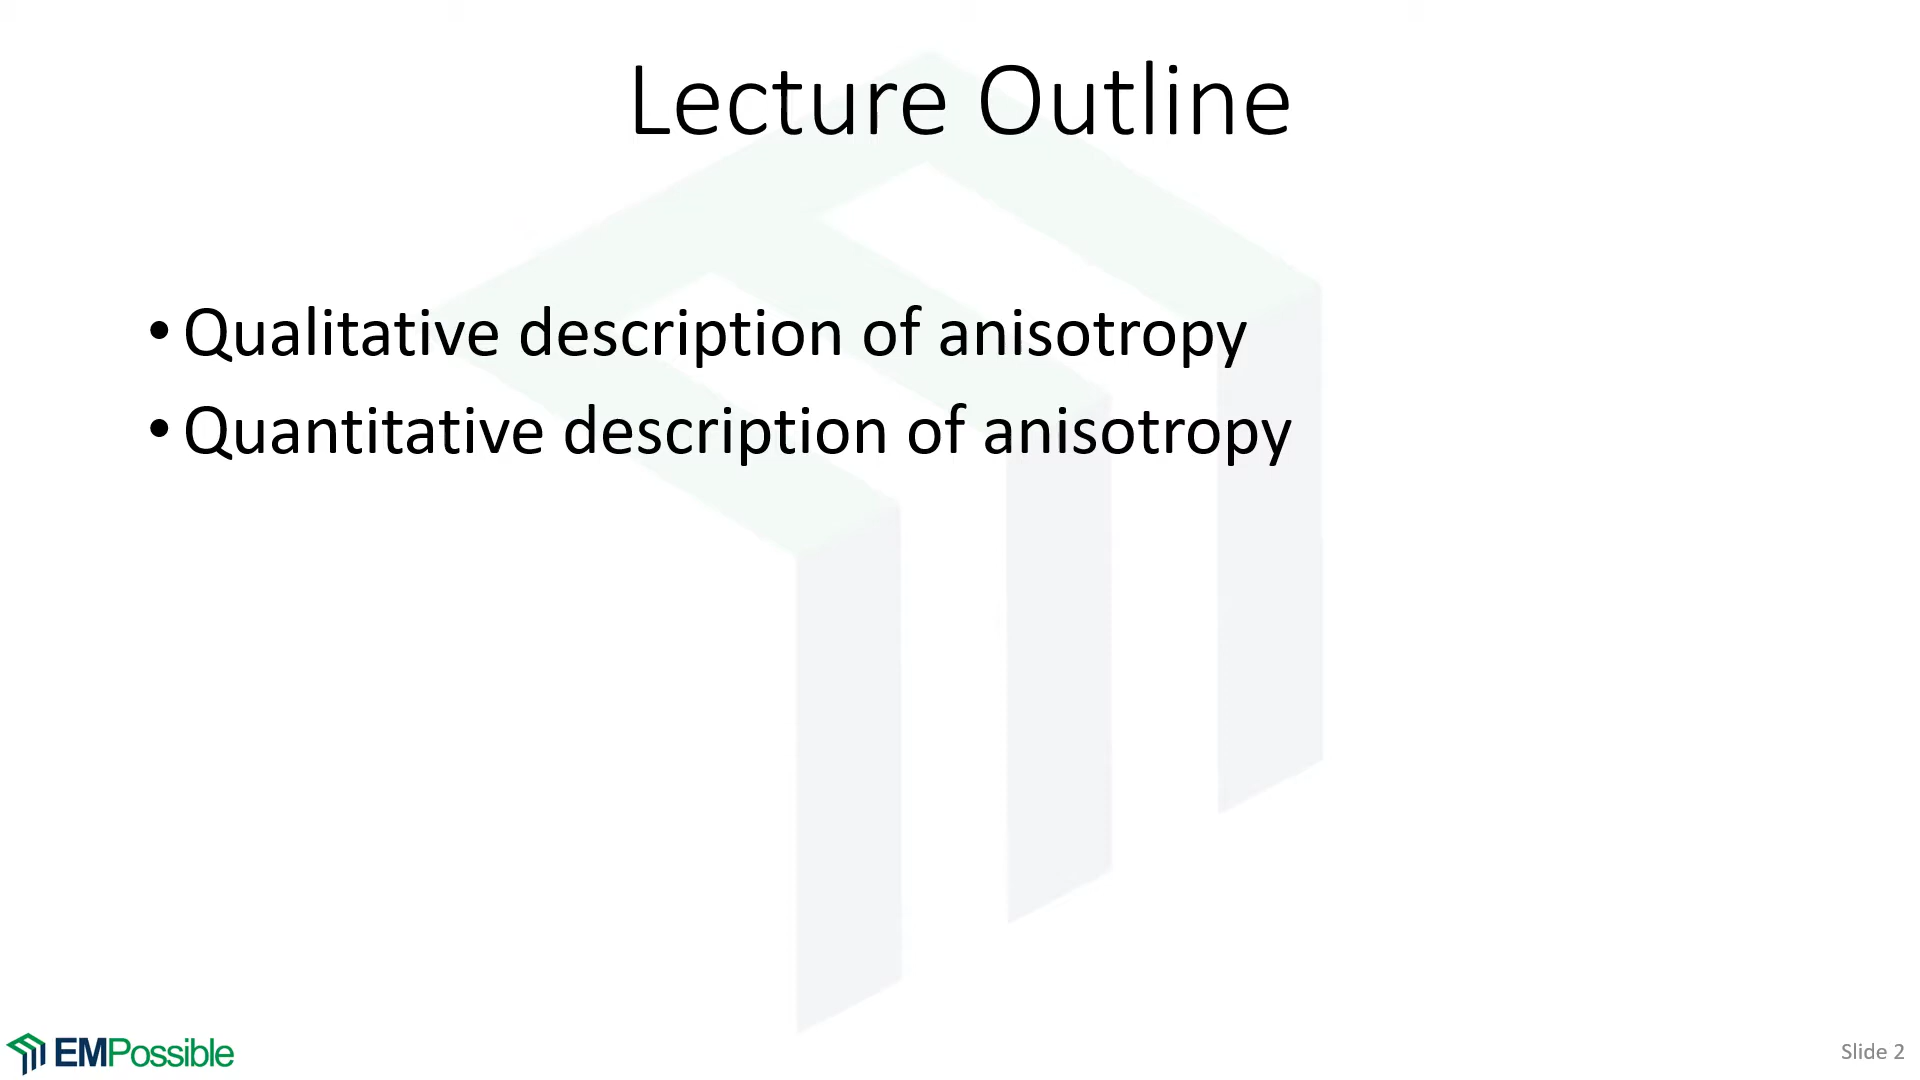 Lecture Outline
• Qualitative description of anisotropy
• Quantitative description of anisotropy
EMPossible
Slide 2